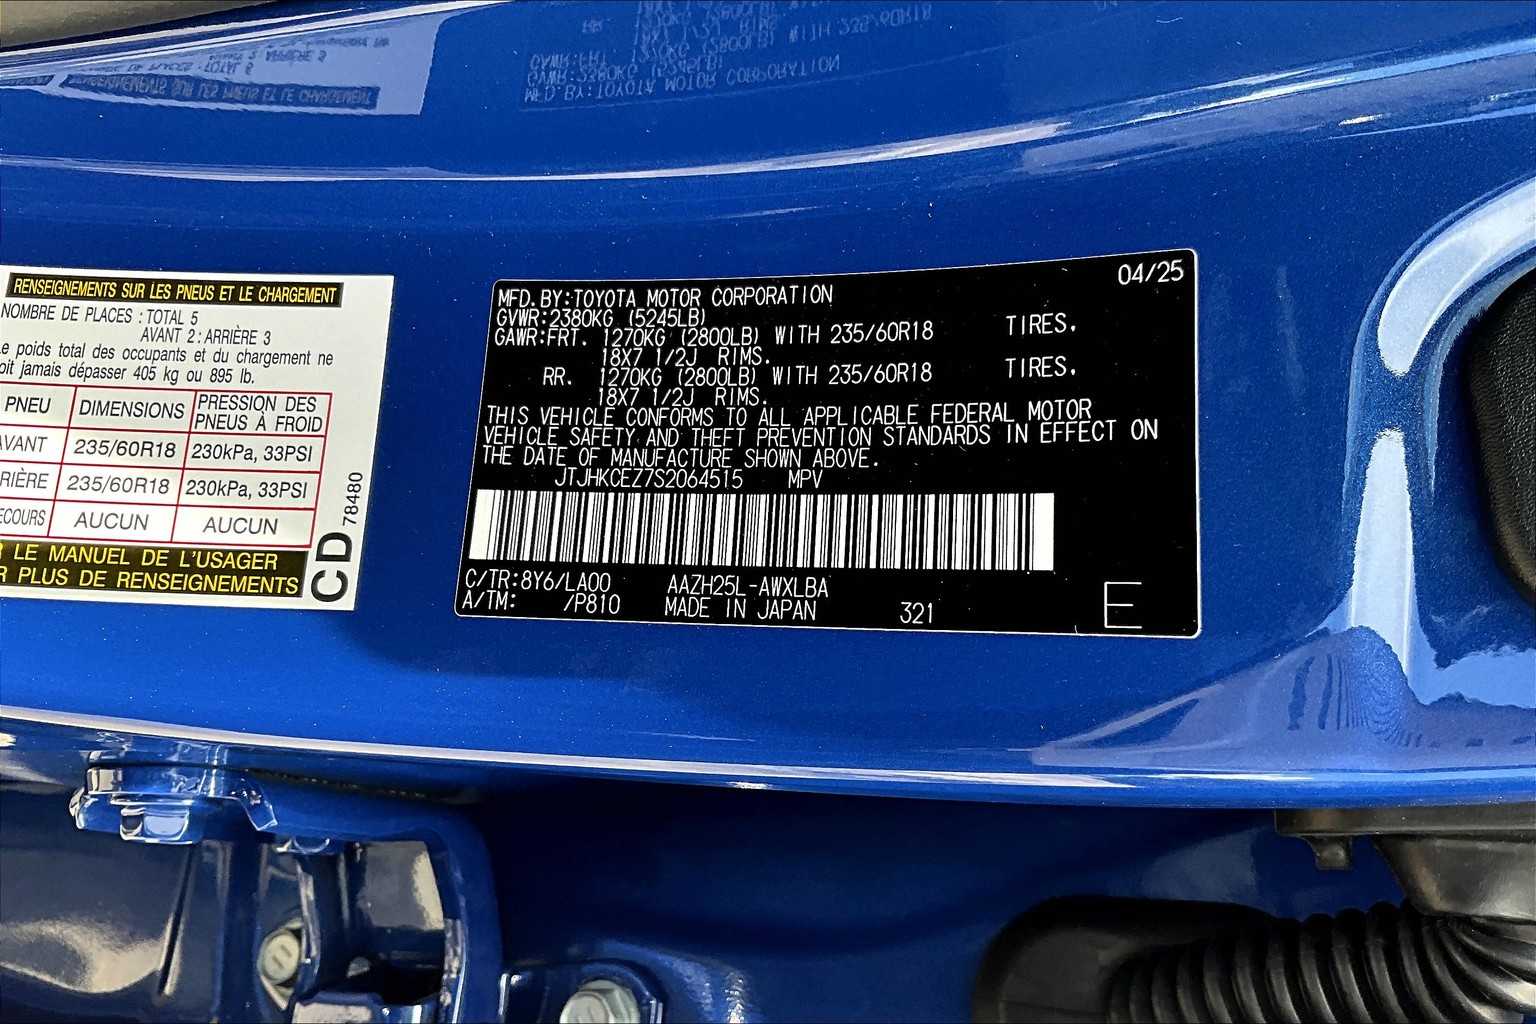 RENSEIGNEMENTS SUR LES PNEUS ET LE CHARGEMENT
NOMBRE DE PLACES : TOTAL 5
AVANT 2 : ARRIÈRE 3
poids total des occupants et du chargement ne
jamais dépasser 405 kg ou 895 lb.
PNEU DIMENSIONS PRESSION DES PNEUS À FROID
AVANT 235/60R18 230kPa, 33PSI
235/60R18 230kPa, 33PSI
AUCUN AUCUN
LE MANUEL DE L'USAGER
PLUS DE RENSEIGNEMENTS
CD 78480
04/25
MFD. BY: TOYOTA MOTOR CORPORATION
GVWR: 2380KG (5245LB)
GAWR: FRT. 1270KG (2800LB) WITH 235/60R18 TIRES.
18X7 1/2J RIMS.
RR. 1270KG (2800LB) WITH 235/60R18 TIRES.
18X7 1/2J RIMS.
THIS VEHICLE CONFORMS TO ALL APPLICABLE FEDERAL MOTOR
VEHICLE SAFETY AND THEFT PREVENTION STANDARDS IN EFFECT ON
THE DATE OF MANUFACTURE SHOWN ABOVE.
JTJHKCEZ7S2064515 MPV
C/TR: 8Y6/LA00 AAZH25L-AWXLBA
A/TM: /P810 MADE IN JAPAN 321 E